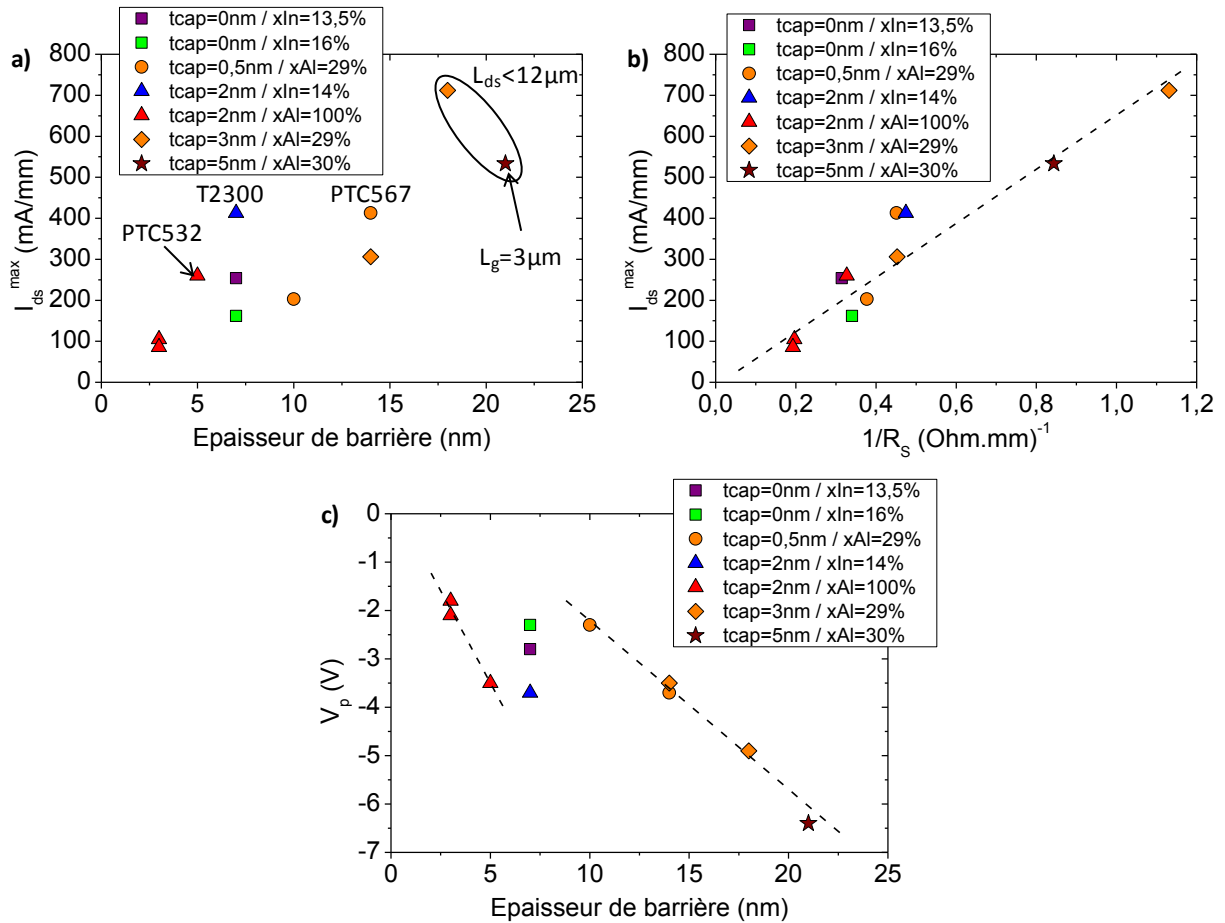 a)
tcap=0nm / xIn=13,5%
tcap=0nm / xIn=16%
tcap=0,5nm / xAl=29%
tcap=2nm / xIn=14%
tcap=2nm / xAl=100%
tcap=3nm / xAl=29%
tcap=5nm / xAl=30%
L_ds<12µm
T2300
PTC567
PTC532
L_g=3µm
800
700
600
500
400
300
200
100
0
I_ds^max (mA/mm)
0 5 10 15 20 25
Epaisseur de barrière (nm)
b)
tcap=0nm / xIn=13,5%
tcap=0nm / xIn=16%
tcap=0,5nm / xAl=29%
tcap=2nm / xIn=14%
tcap=2nm / xAl=100%
tcap=3nm / xAl=29%
tcap=5nm / xAl=30%
800
700
600
500
400
300
200
100
0
I_ds^max (mA/mm)
0,0 0,2 0,4 0,6 0,8 1,0 1,2
1/R_S (Ohm.mm)^-1
c)
tcap=0nm / xIn=13,5%
tcap=0nm / xIn=16%
tcap=0,5nm / xAl=29%
tcap=2nm / xIn=14%
tcap=2nm / xAl=100%
tcap=3nm / xAl=29%
tcap=5nm / xAl=30%
0
-1
-2
-3
-4
-5
-6
-7
V_p (V)
0 5 10 15 20 25
Epaisseur de barrière (nm)